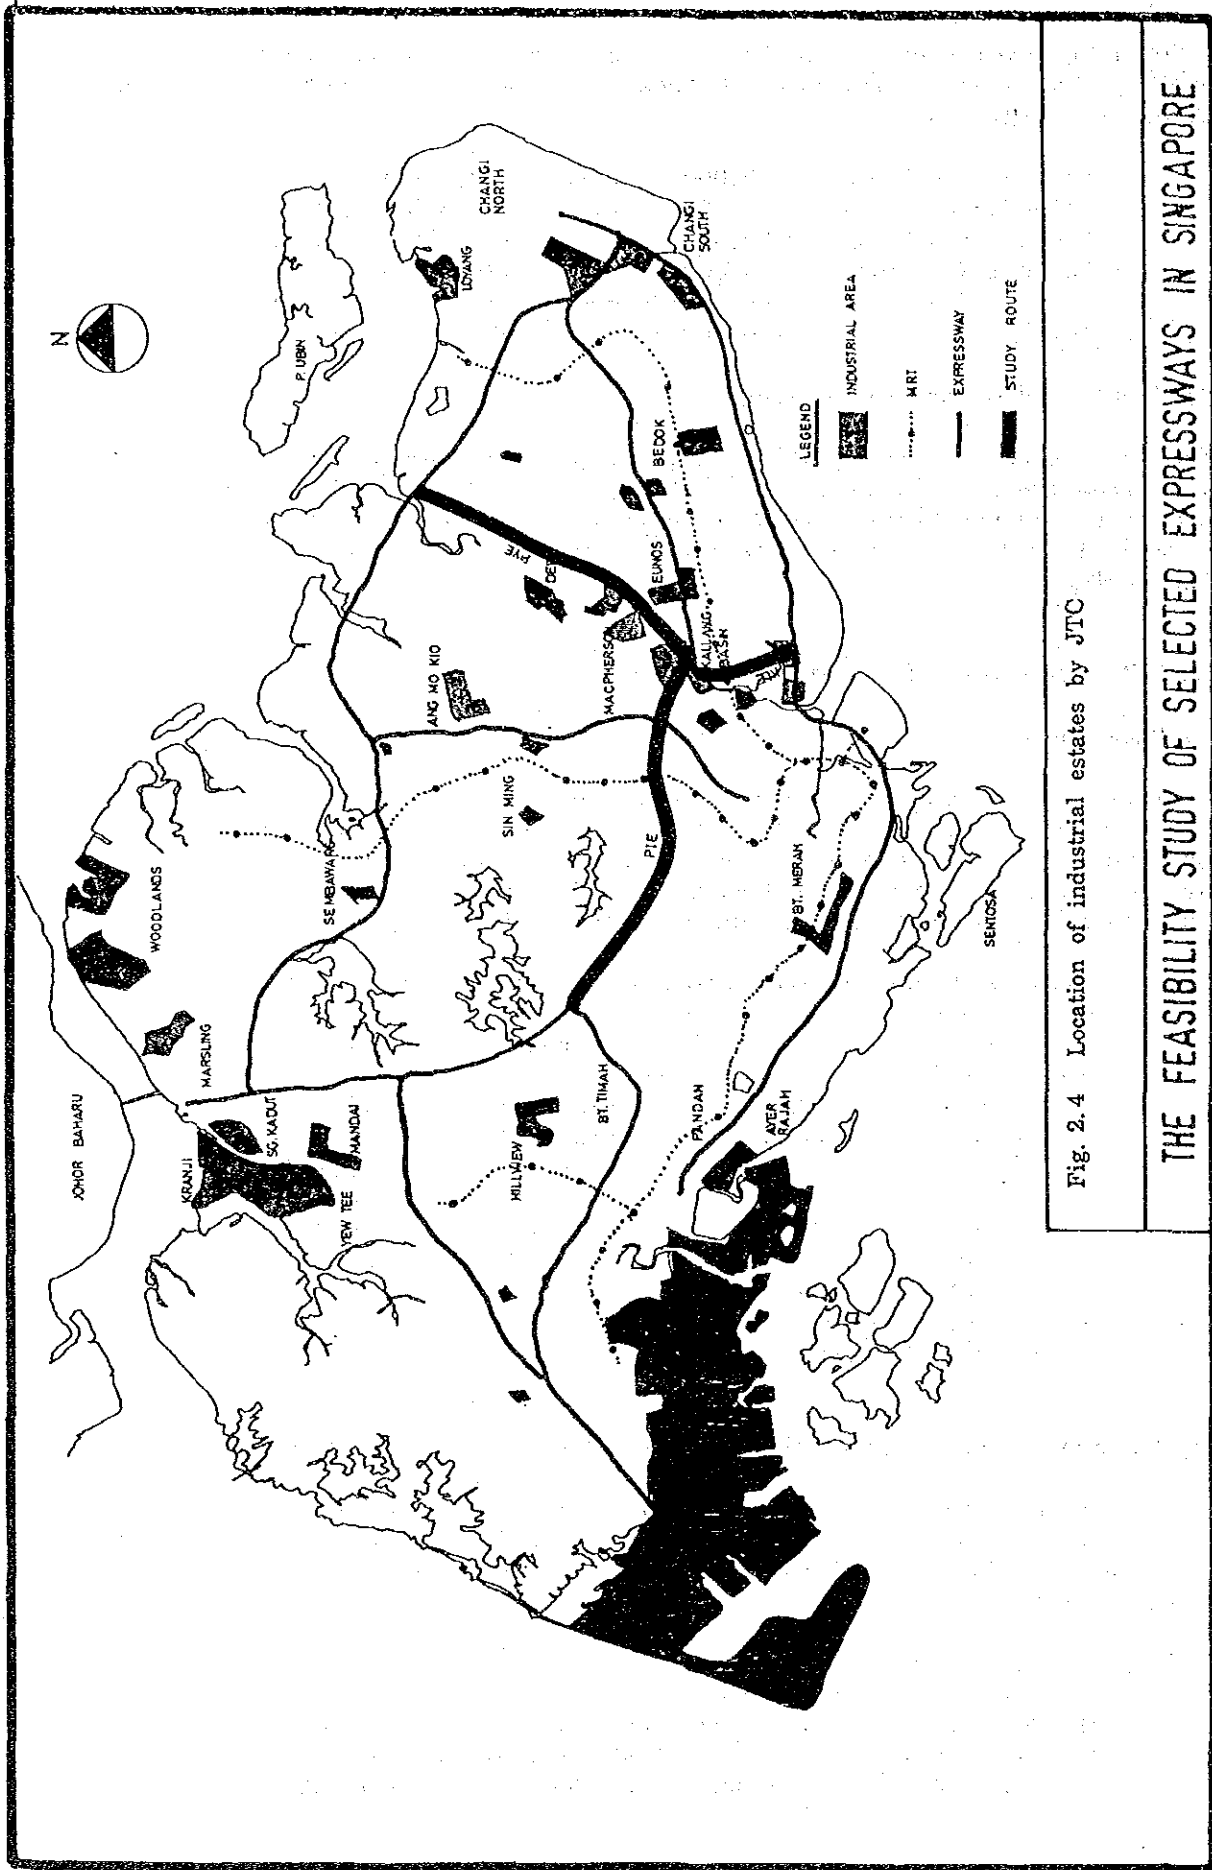 N
JOHOR BAHARU
WOODLANDS
MARSLING
KRANJI
SG. KADUT
MANDAI
YEW TEE
SEMBAWANG
P. UBIN
LOYANG
CHANGI
NORTH
CHANGI
SOUTH
ANG MO KIO
SIN MING
PYE
MACPHERSON
EUNOS
BEDOK
KALLANG
BASIN
PIE
HILLVIEW
BT. TIMAH
BT. MERAH
PANDAN
AYER
RAJAH
SENTOSA
LEGEND
INDUSTRIAL AREA
MRT
EXPRESSWAY
STUDY ROUTE
Fig. 2.4 Location of industrial estates by JTC
THE FEASIBILITY STUDY OF SELECTED EXPRESSWAYS IN SINGAPORE